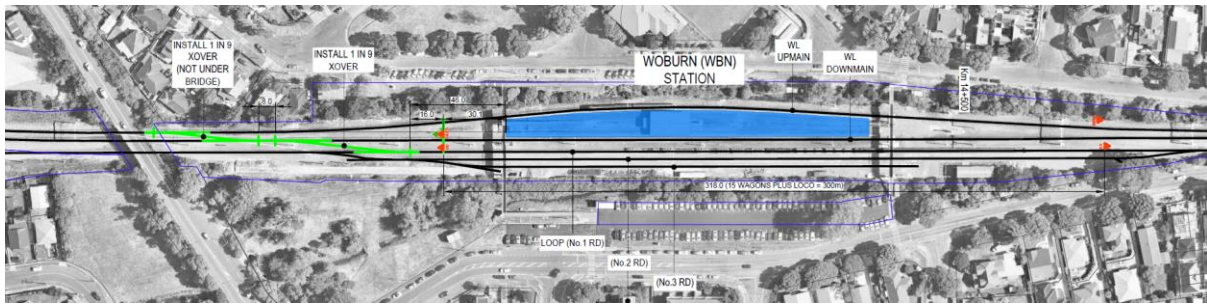 INSTALL 1 IN 9
XOVER
(NOT UNDER
BRIDGE)
INSTALL 1 IN 9
XOVER
WOBURN (WBN)
STATION
WL
UPMAIN
WL
DOWNMAIN
Km 14+500
46.0
16.0
30.1
318.0 (15 WAGONS PLUS LOCO = 300m)
LOOP (No.1 RD)
(No.2 RD)
(No.3 RD)